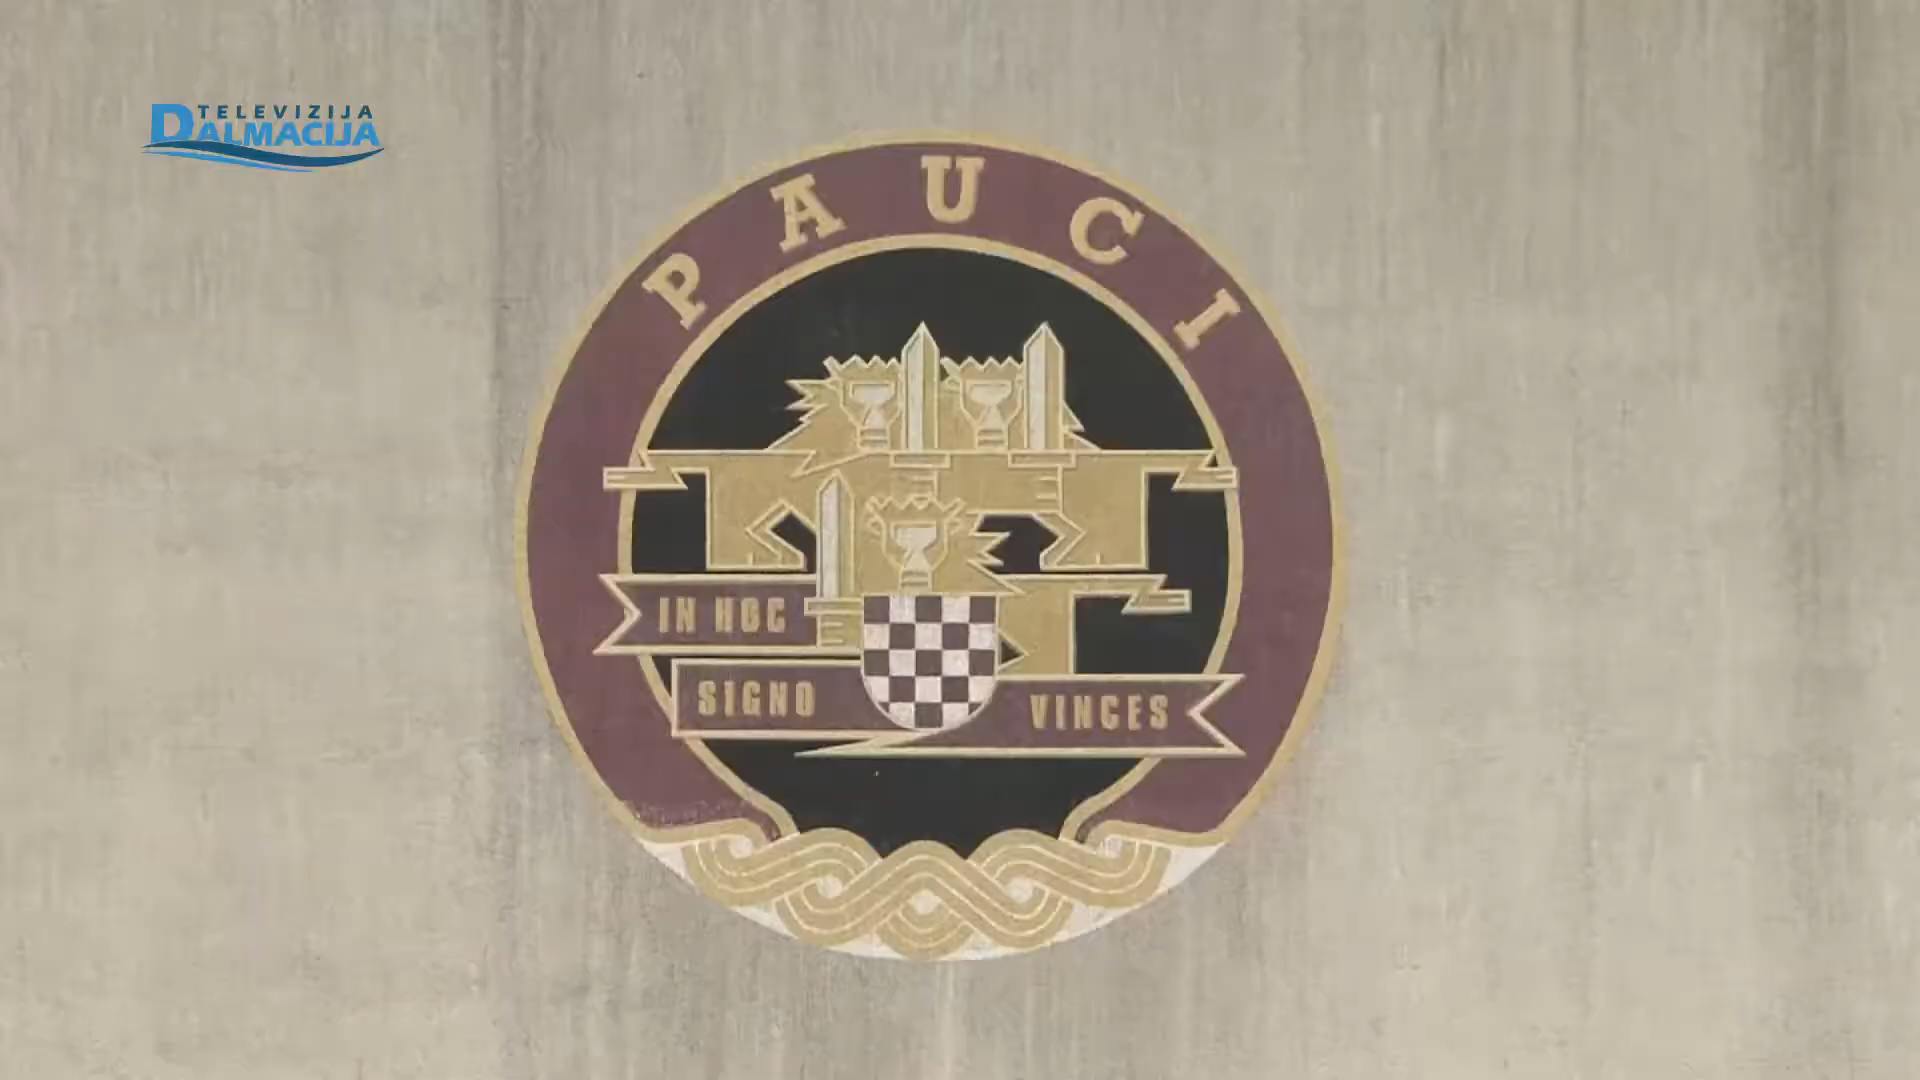 TELEVIZIJA
DALMACIJA
PAUCI
IN HOC
SIGNO
VINCES